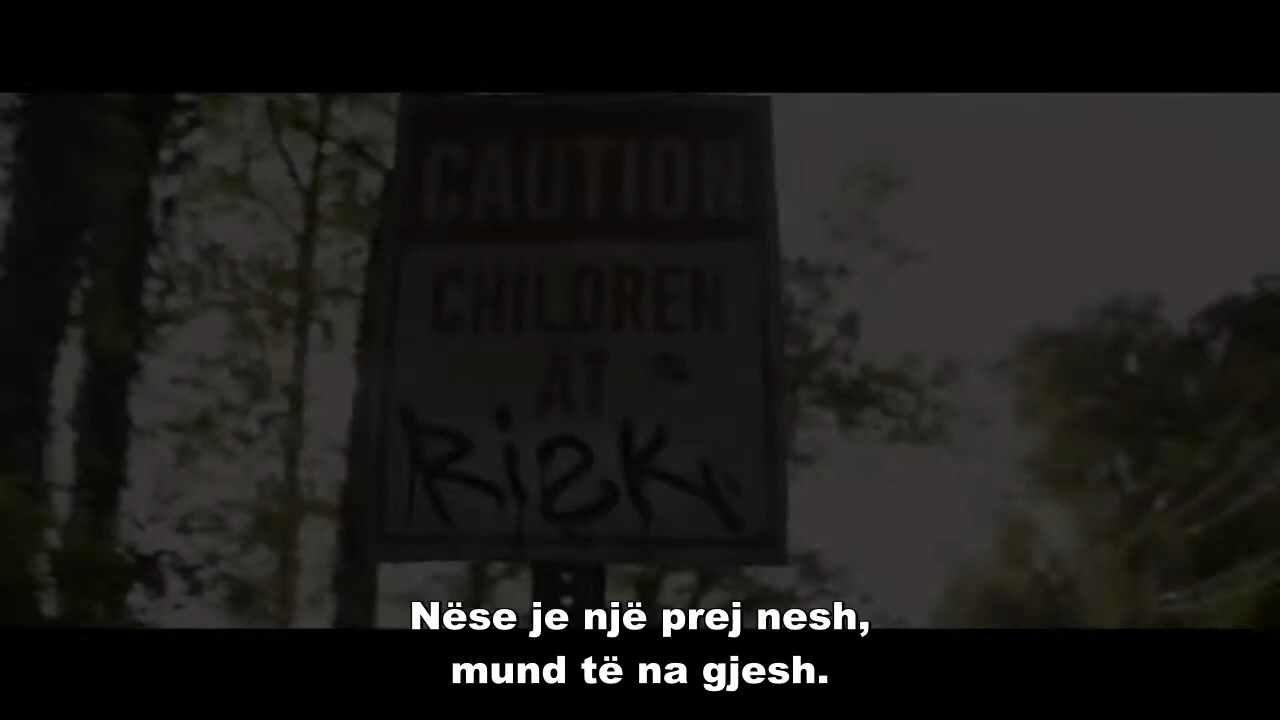 CAUTION
CHILDREN
AT
RiSK
Nëse je një prej nesh,
mund të na gjesh.